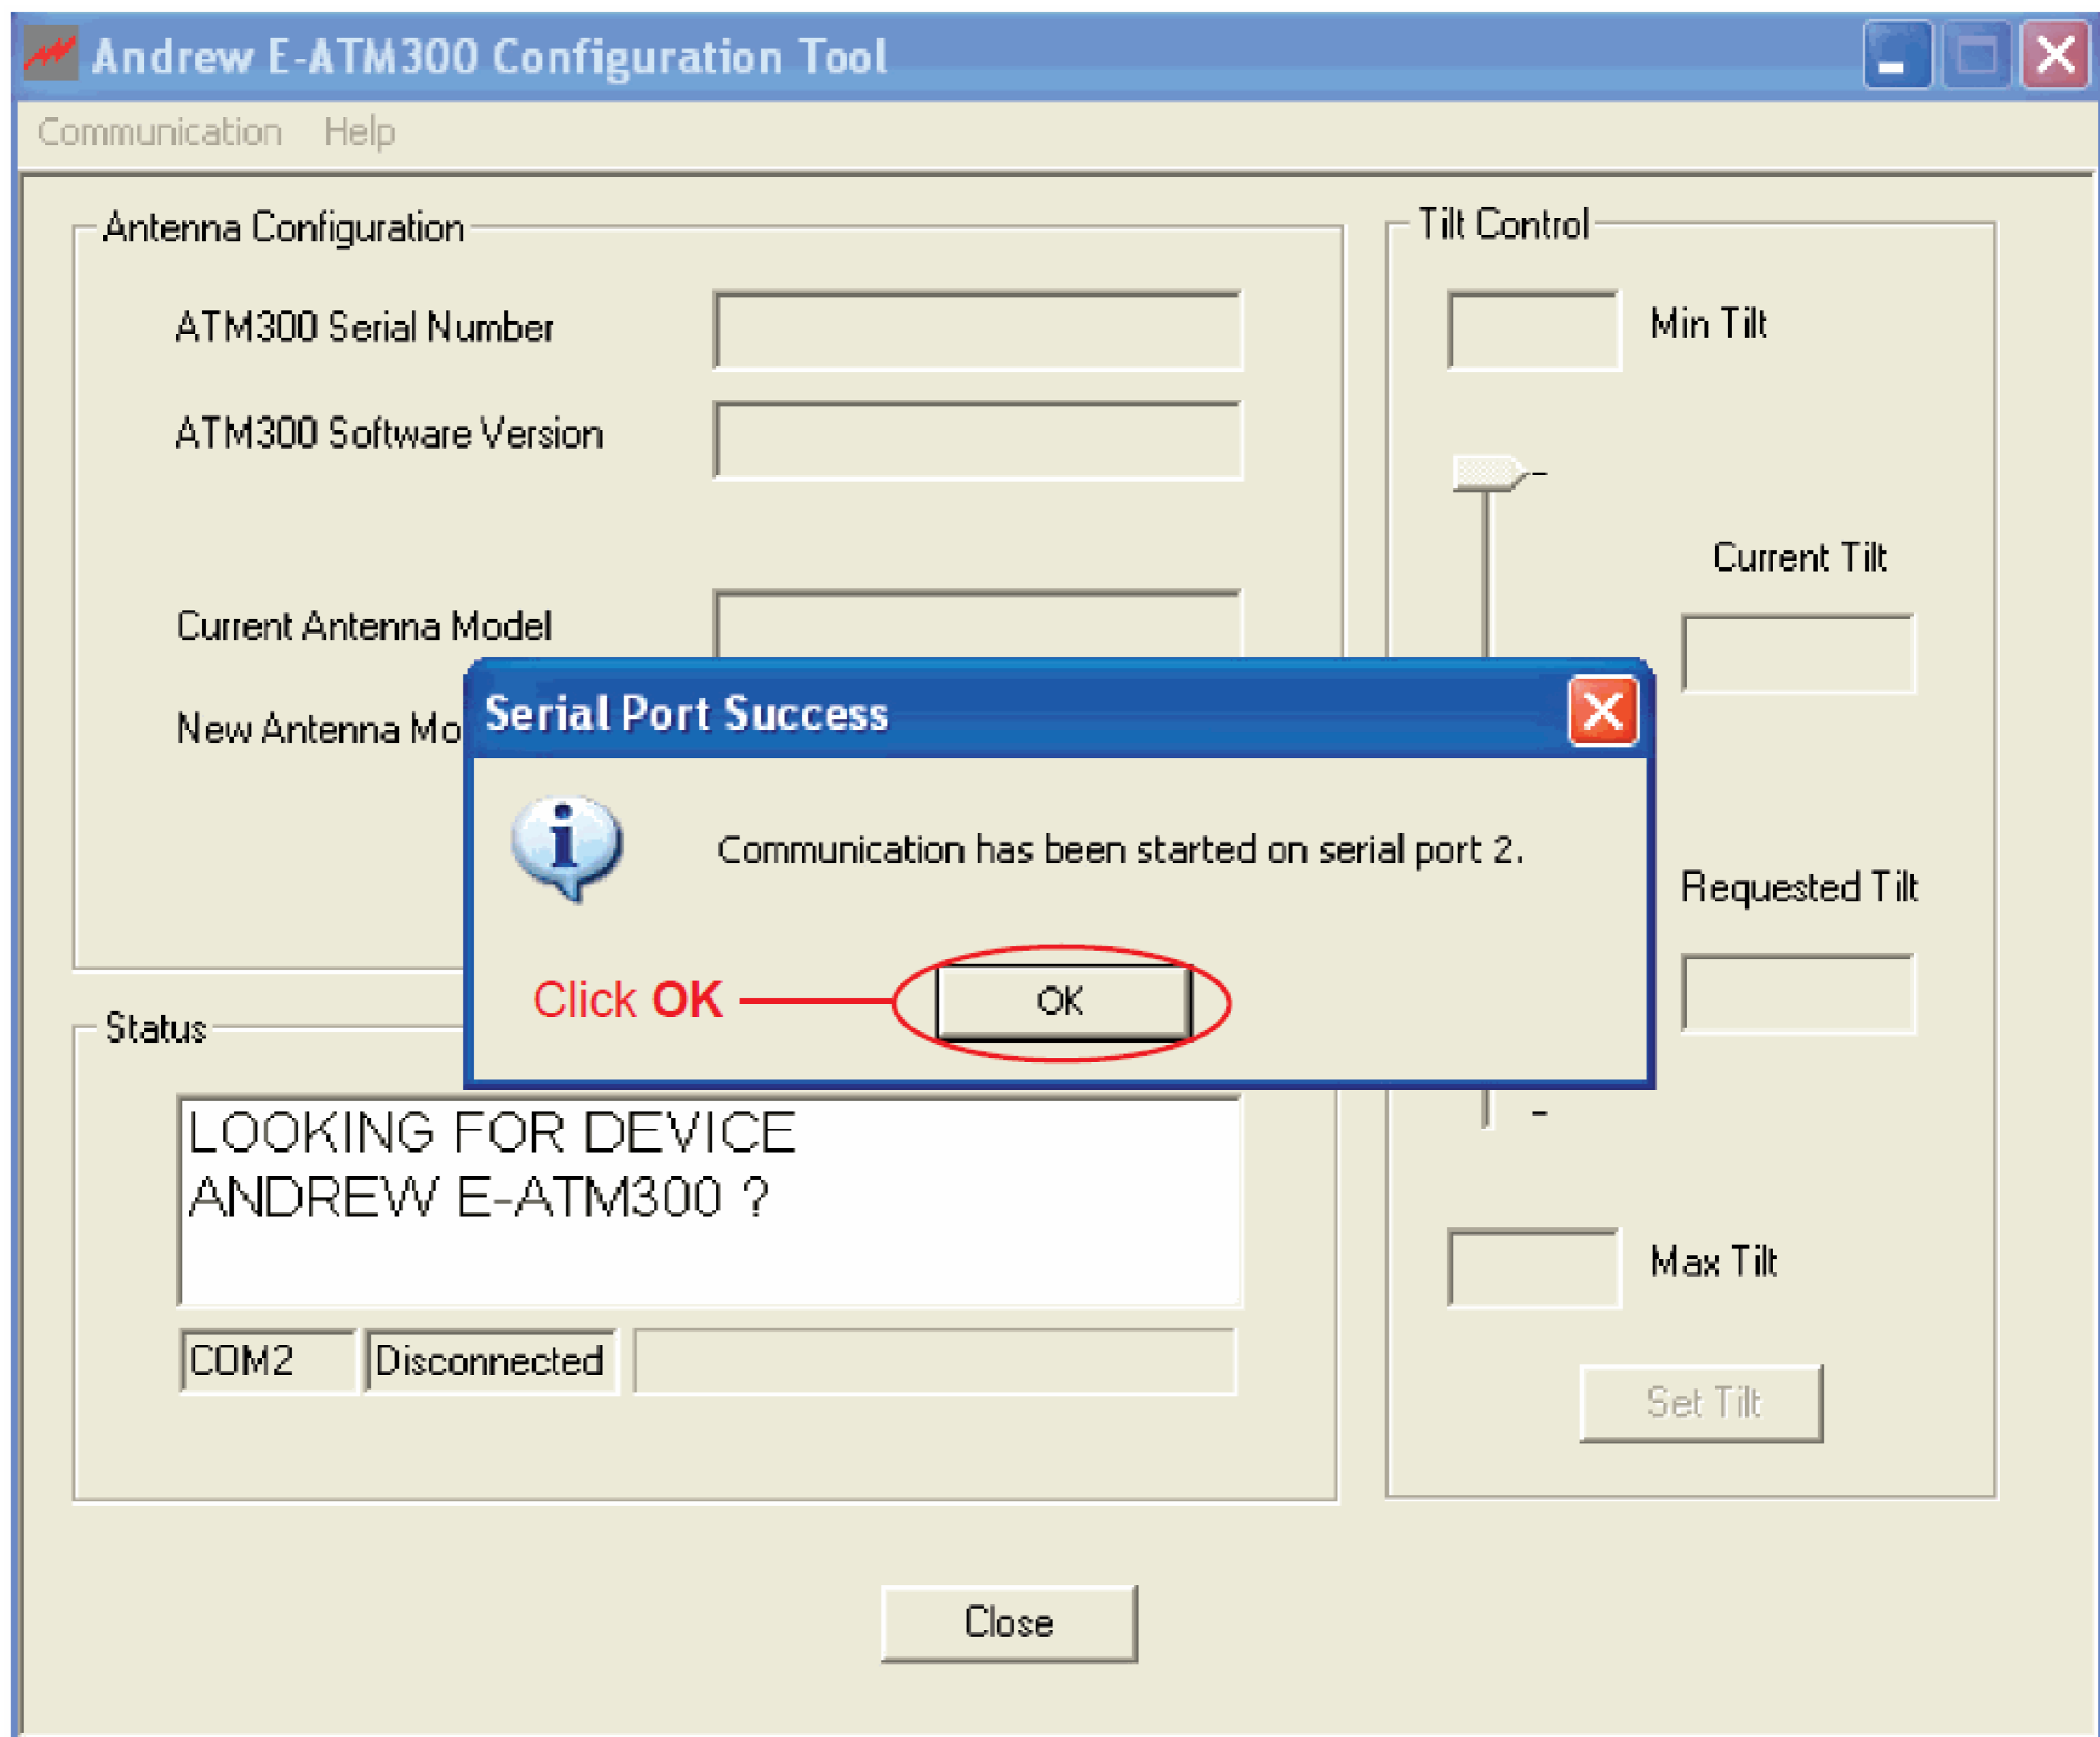 Andrew E-ATM300 Configuration Tool
Communication Help
Antenna Configuration
ATM300 Serial Number
ATM300 Software Version
Current Antenna Model
New Antenna Mo
Tilt Control
Min Tilt
Current Tilt
Requested Tilt
Max Tilt
Set Tilt
Serial Port Success
Communication has been started on serial port 2.
Click OK
OK
Status
LOOKING FOR DEVICE
ANDREW E-ATM300 ?
COM2 Disconnected
Close